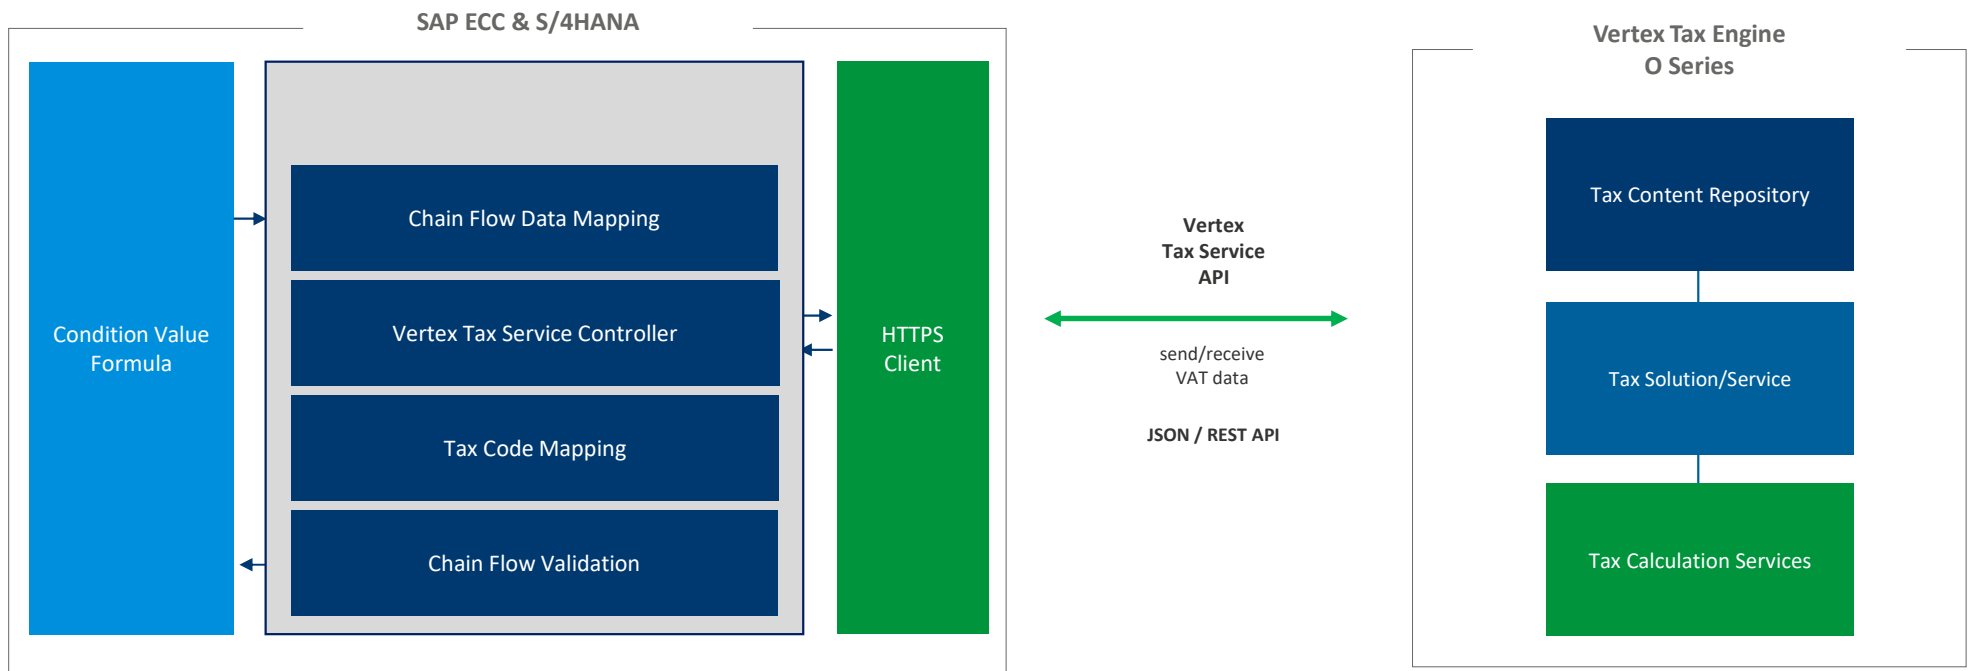 SAP ECC & S/4HANA
Condition Value
Formula
Chain Flow Data Mapping
Vertex Tax Service Controller
Tax Code Mapping
Chain Flow Validation
HTTPS
Client
Vertex
Tax Service
API
send/receive
VAT data
JSON / REST API
Vertex Tax Engine
O Series
Tax Content Repository
Tax Solution/Service
Tax Calculation Services